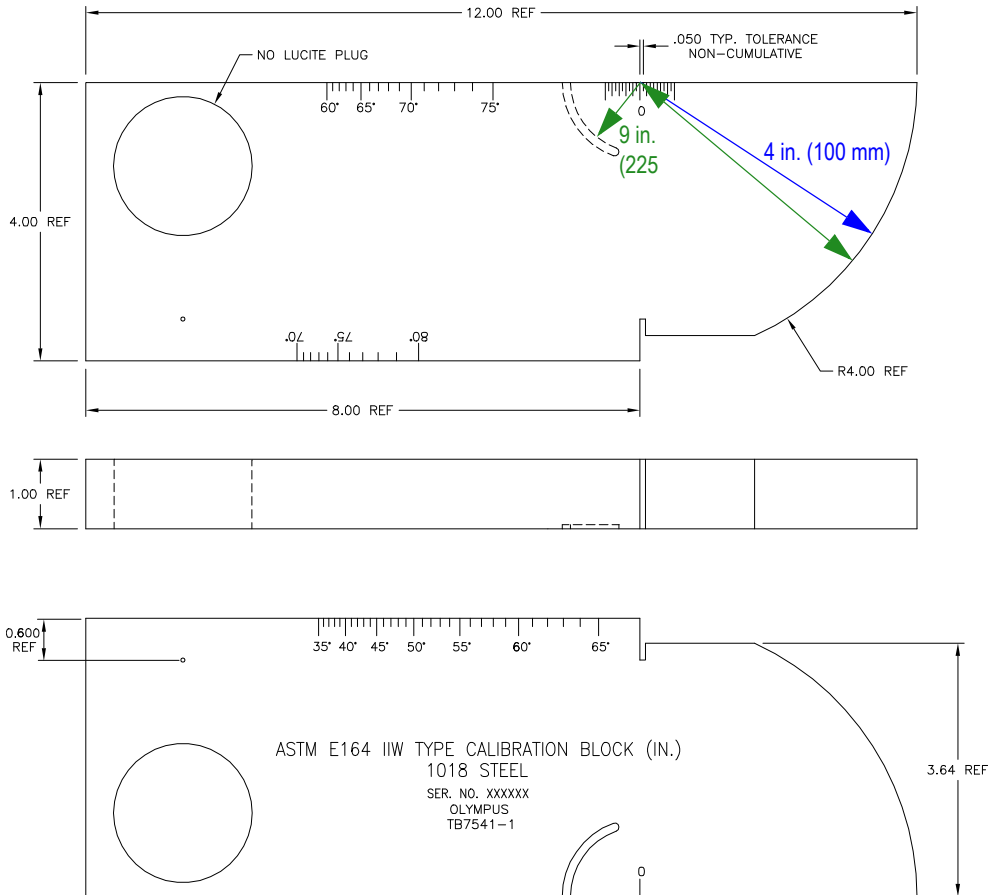 12.00 REF
.050 TYP. TOLERANCE
NON-CUMULATIVE
NO LUCITE PLUG
60° 65° 70° 75°
0
9 in.
(225
4 in. (100 mm)
4.00 REF
70° 75° 80°
R4.00 REF
8.00 REF
1.00 REF
0.600
REF
35° 40° 45° 50° 55° 60° 65°
ASTM E164 IIW TYPE CALIBRATION BLOCK (IN.)
1018 STEEL
SER. NO. XXXXXX
OLYMPUS
TB7541-1
3.64 REF
0